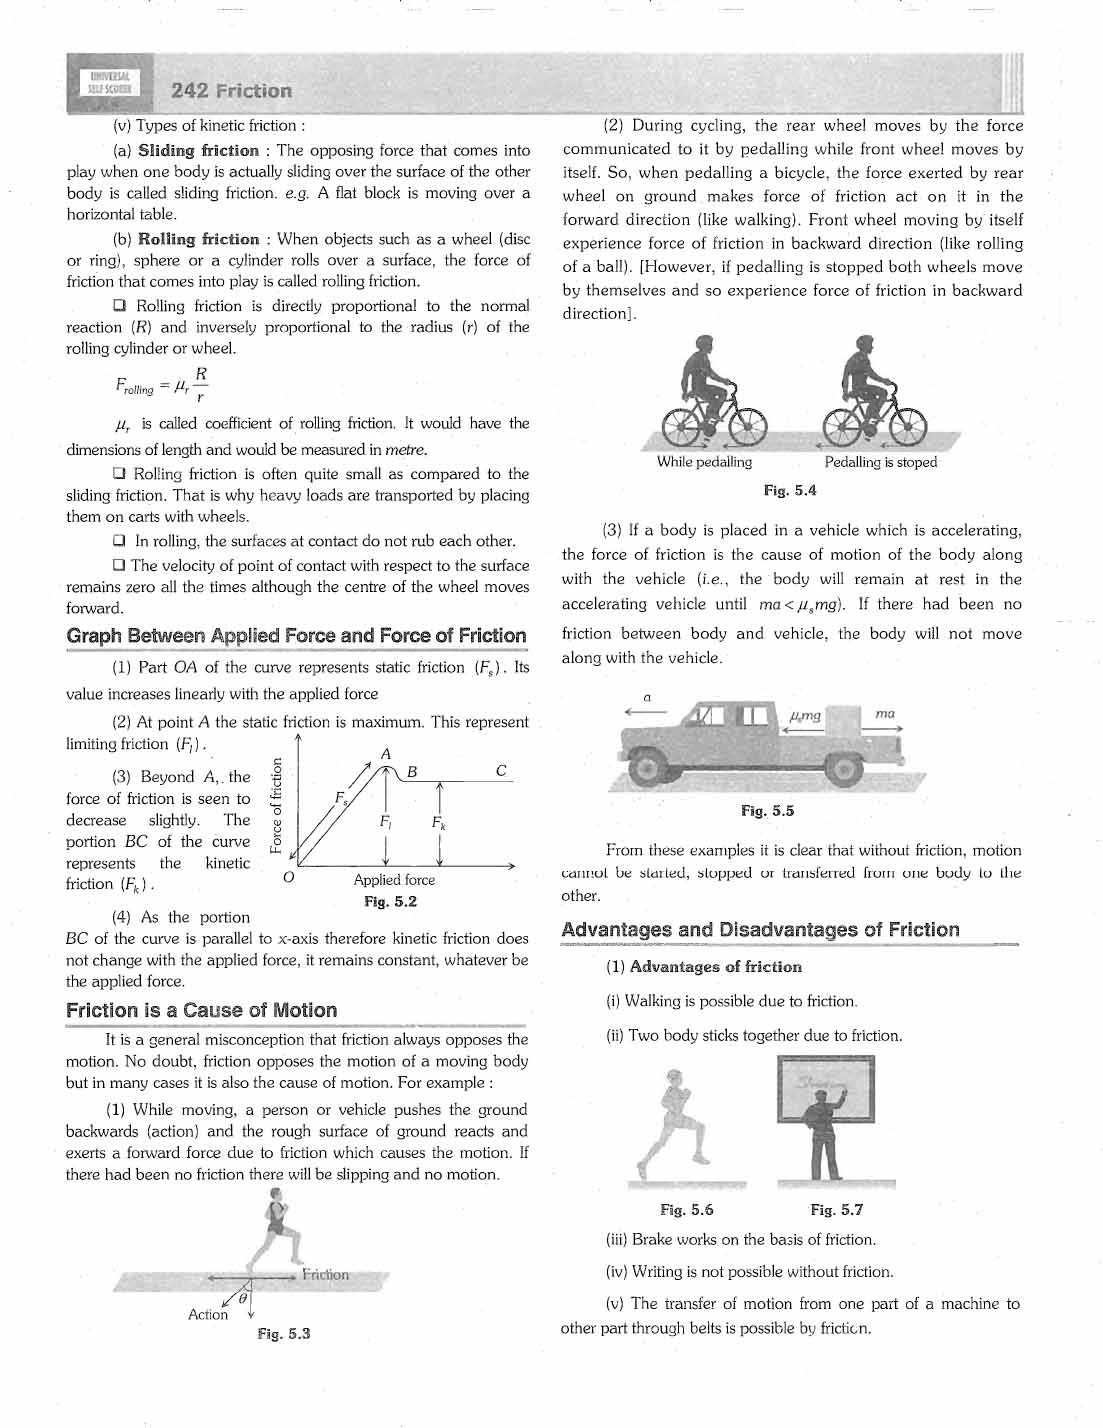 UNIVERSAL
SELF SCORER
242 Friction
(v) Types of kinetic friction :
(a) Sliding friction : The opposing force that comes into
play when one body is actually sliding over the surface of the other
body is called sliding friction. e.g. A flat block is moving over a
horizontal table.
(b) Rolling friction : When objects such as a wheel (disc
or ring), sphere or a cylinder rolls over a surface, the force of
friction that comes into play is called rolling friction.
❑ Rolling friction is directly proportional to the normal
reaction (R) and inversely proportional to the radius (r) of the
rolling cylinder or wheel.
F_rolling = μ_r R/r
μ_r is called coefficient of rolling friction. It would have the
dimensions of length and would be measured in metre.
❑ Rolling friction is often quite small as compared to the
sliding friction. That is why heavy loads are transported by placing
them on carts with wheels.
❑ In rolling, the surfaces at contact do not rub each other.
❑ The velocity of point of contact with respect to the surface
remains zero all the times although the centre of the wheel moves
forward.
Graph Between Applied Force and Force of Friction
(1) Part OA of the curve represents static friction (F_s). Its
value increases linearly with the applied force
(2) At point A the static friction is maximum. This represent
limiting friction (F_l).
(3) Beyond A, the
force of friction is seen to
decrease slightly. The
portion BC of the curve
represents the kinetic
friction (F_k).
Force of friction
A
B
C
F_s
F_l
F_k
O
Applied force
Fig. 5.2
(4) As the portion
BC of the curve is parallel to x-axis therefore kinetic friction does
not change with the applied force, it remains constant, whatever be
the applied force.
Friction is a Cause of Motion
It is a general misconception that friction always opposes the
motion. No doubt, friction opposes the motion of a moving body
but in many cases it is also the cause of motion. For example :
(1) While moving, a person or vehicle pushes the ground
backwards (action) and the rough surface of ground reacts and
exerts a forward force due to friction which causes the motion. If
there had been no friction there will be slipping and no motion.
Friction
θ
Action
Fig. 5.3
(2) During cycling, the rear wheel moves by the force
communicated to it by pedalling while front wheel moves by
itself. So, when pedalling a bicycle, the force exerted by rear
wheel on ground makes force of friction act on it in the
forward direction (like walking). Front wheel moving by itself
experience force of friction in backward direction (like rolling
of a ball). [However, if pedalling is stopped both wheels move
by themselves and so experience force of friction in backward
direction].
While pedalling
Pedalling is stoped
Fig. 5.4
(3) If a body is placed in a vehicle which is accelerating,
the force of friction is the cause of motion of the body along
with the vehicle (i.e., the body will remain at rest in the
accelerating vehicle until ma < μ_s mg). If there had been no
friction between body and vehicle, the body will not move
along with the vehicle.
a
μ_s mg
ma
Fig. 5.5
From these examples it is clear that without friction, motion
cannot be started, stopped or transferred from one body to the
other.
Advantages and Disadvantages of Friction
(1) Advantages of friction
(i) Walking is possible due to friction.
(ii) Two body sticks together due to friction.
Fig. 5.6
Fig. 5.7
(iii) Brake works on the basis of friction.
(iv) Writing is not possible without friction.
(v) The transfer of motion from one part of a machine to
other part through belts is possible by friction.